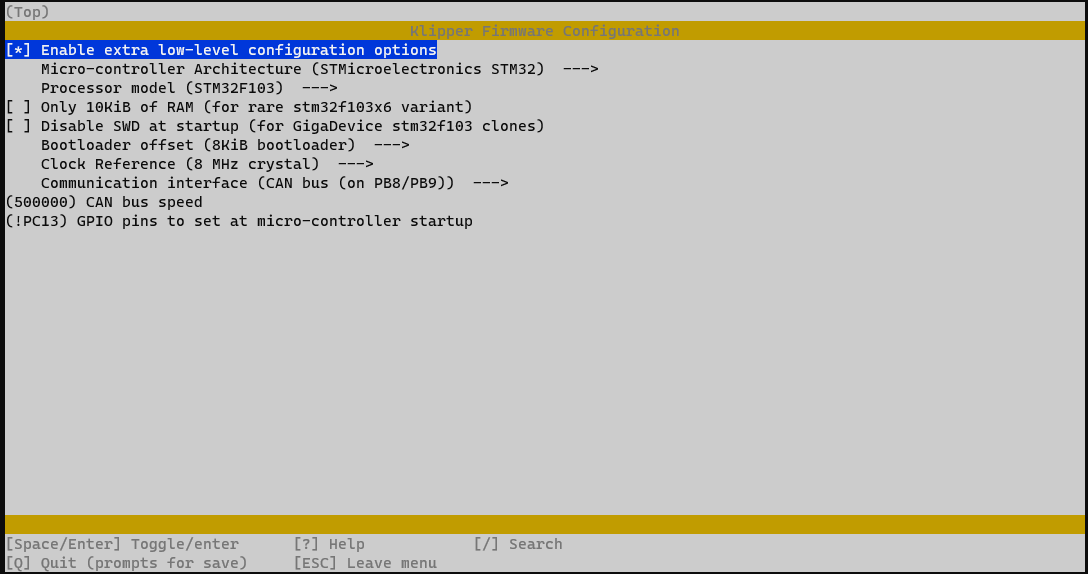 (Top)
Klipper Firmware Configuration
[*] Enable extra low-level configuration options
Micro-controller Architecture (STMicroelectronics STM32) --->
Processor model (STM32F103) --->
[ ] Only 10KiB of RAM (for rare stm32f103x6 variant)
[ ] Disable SWD at startup (for GigaDevice stm32f103 clones)
Bootloader offset (8KiB bootloader) --->
Clock Reference (8 MHz crystal) --->
Communication interface (CAN bus (on PB8/PB9)) --->
(500000) CAN bus speed
(!PC13) GPIO pins to set at micro-controller startup
[Space/Enter] Toggle/enter [?] Help [/] Search
[Q] Quit (prompts for save) [ESC] Leave menu